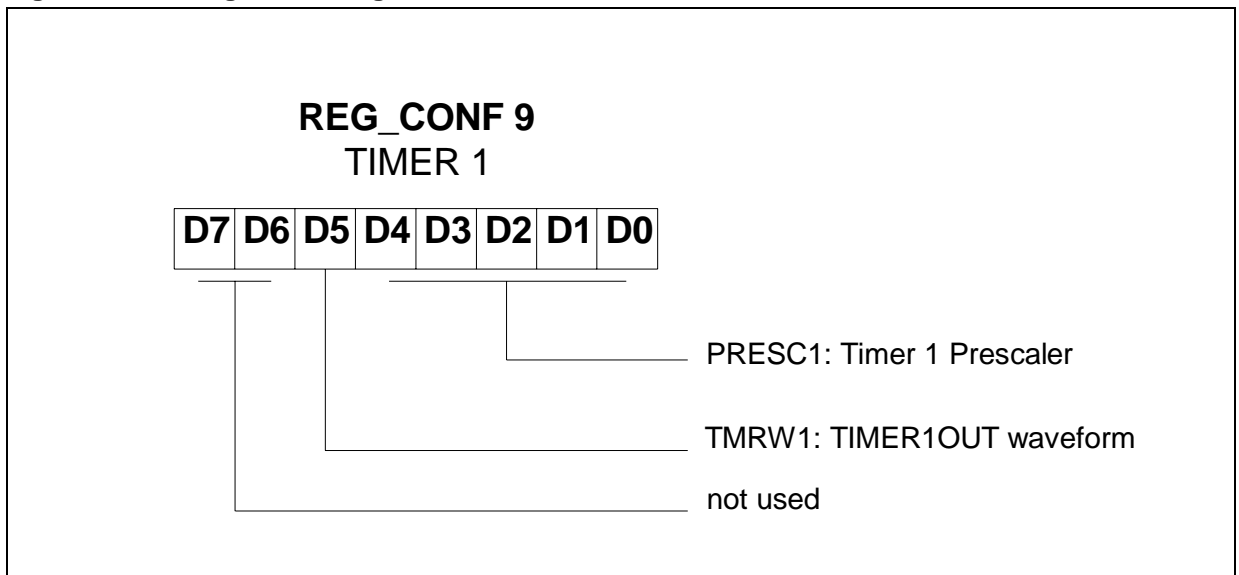 REG_CONF 9
TIMER 1
D7 D6 D5 D4 D3 D2 D1 D0
PRESC1: Timer 1 Prescaler
TMRW1: TIMER1OUT waveform
not used